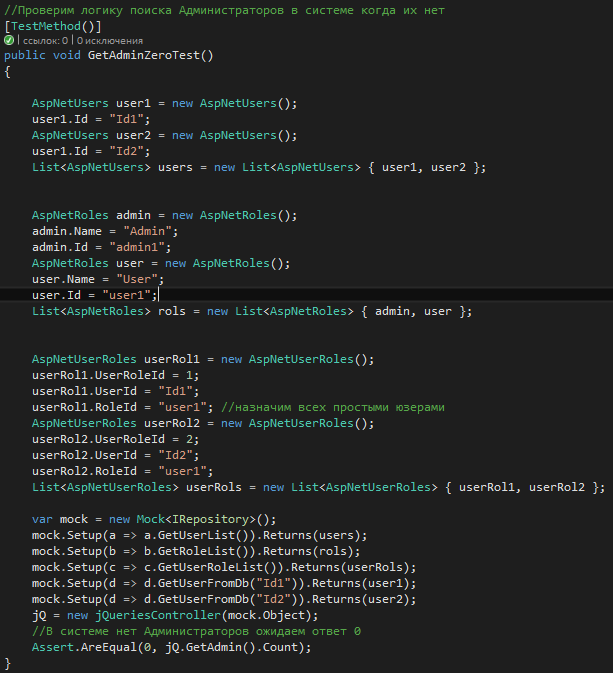 //Проверим логику поиска Администраторов в системе когда их нет
[TestMethod()]
| ссылок: 0 | 0 исключения
public void GetAdminZeroTest()
{
AspNetUsers user1 = new AspNetUsers();
user1.Id = "Id1";
AspNetUsers user2 = new AspNetUsers();
user1.Id = "Id2";
List<AspNetUsers> users = new List<AspNetUsers> { user1, user2 };
AspNetRoles admin = new AspNetRoles();
admin.Name = "Admin";
admin.Id = "admin1";
AspNetRoles user = new AspNetRoles();
user.Name = "User";
user.Id = "user1";
List<AspNetRoles> rols = new List<AspNetRoles> { admin, user };
AspNetUserRoles userRol1 = new AspNetUserRoles();
userRol1.UserRoleId = 1;
userRol1.UserId = "Id1";
userRol1.RoleId = "user1"; //назначим всех простыми юзерами
AspNetUserRoles userRol2 = new AspNetUserRoles();
userRol2.UserRoleId = 2;
userRol2.UserId = "Id2";
userRol2.RoleId = "user1";
List<AspNetUserRoles> userRols = new List<AspNetUserRoles> { userRol1, userRol2 };
var mock = new Mock<IRepository>();
mock.Setup(a => a.GetUserList()).Returns(users);
mock.Setup(b => b.GetRoleList()).Returns(rols);
mock.Setup(c => c.GetUserRoleList()).Returns(userRols);
mock.Setup(d => d.GetUserFromDb("Id1")).Returns(user1);
mock.Setup(d => d.GetUserFromDb("Id2")).Returns(user2);
jQ = new jQueriesController(mock.Object);
//В системе нет Администраторов ожидаем ответ 0
Assert.AreEqual(0, jQ.GetAdmin().Count);
}